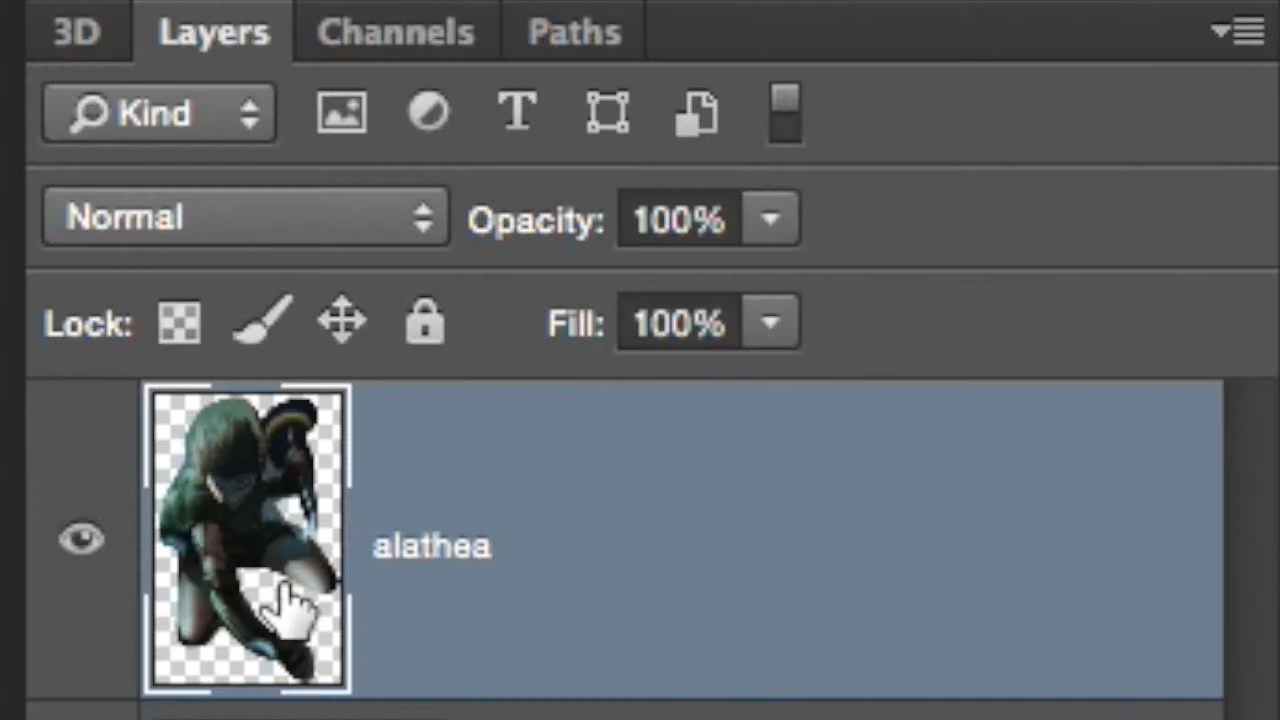 3D Layers Channels Paths
Kind T
Normal Opacity: 100%
Lock: Fill: 100%
alathea